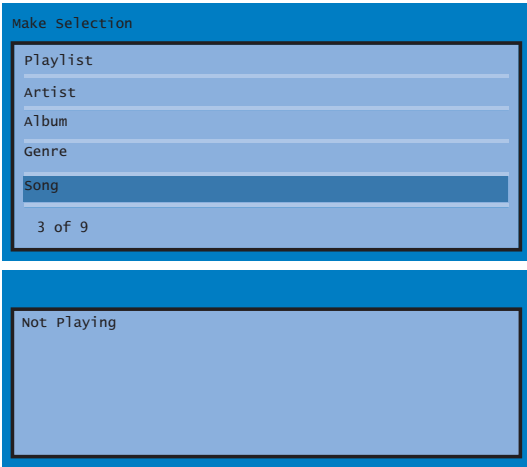 Make Selection
Playlist
Artist
Album
Genre
Song
3 of 9
Not Playing